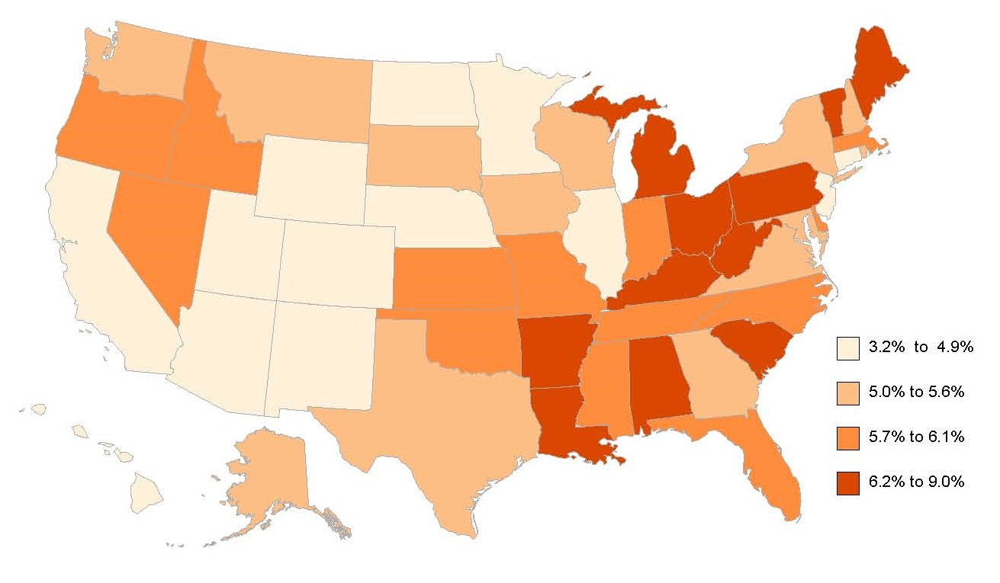 3.2% to 4.9%
5.0% to 5.6%
5.7% to 6.1%
6.2% to 9.0%